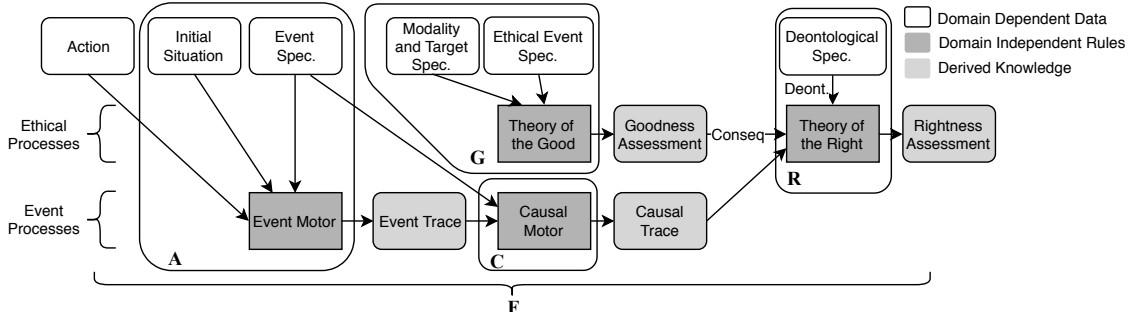 Action
Initial
Situation
Event
Spec.
Modality
and Target
Spec.
Ethical Event
Spec.
Deontological
Spec.
Domain Dependent Data
Domain Independent Rules
Derived Knowledge
Deont.
Ethical
Processes
Theory of
the Good
Goodness
Assessment
Conseq
Theory of
the Right
Rightness
Assessment
G
R
Event
Processes
Event Motor
Event Trace
Causal
Motor
Causal
Trace
A
C